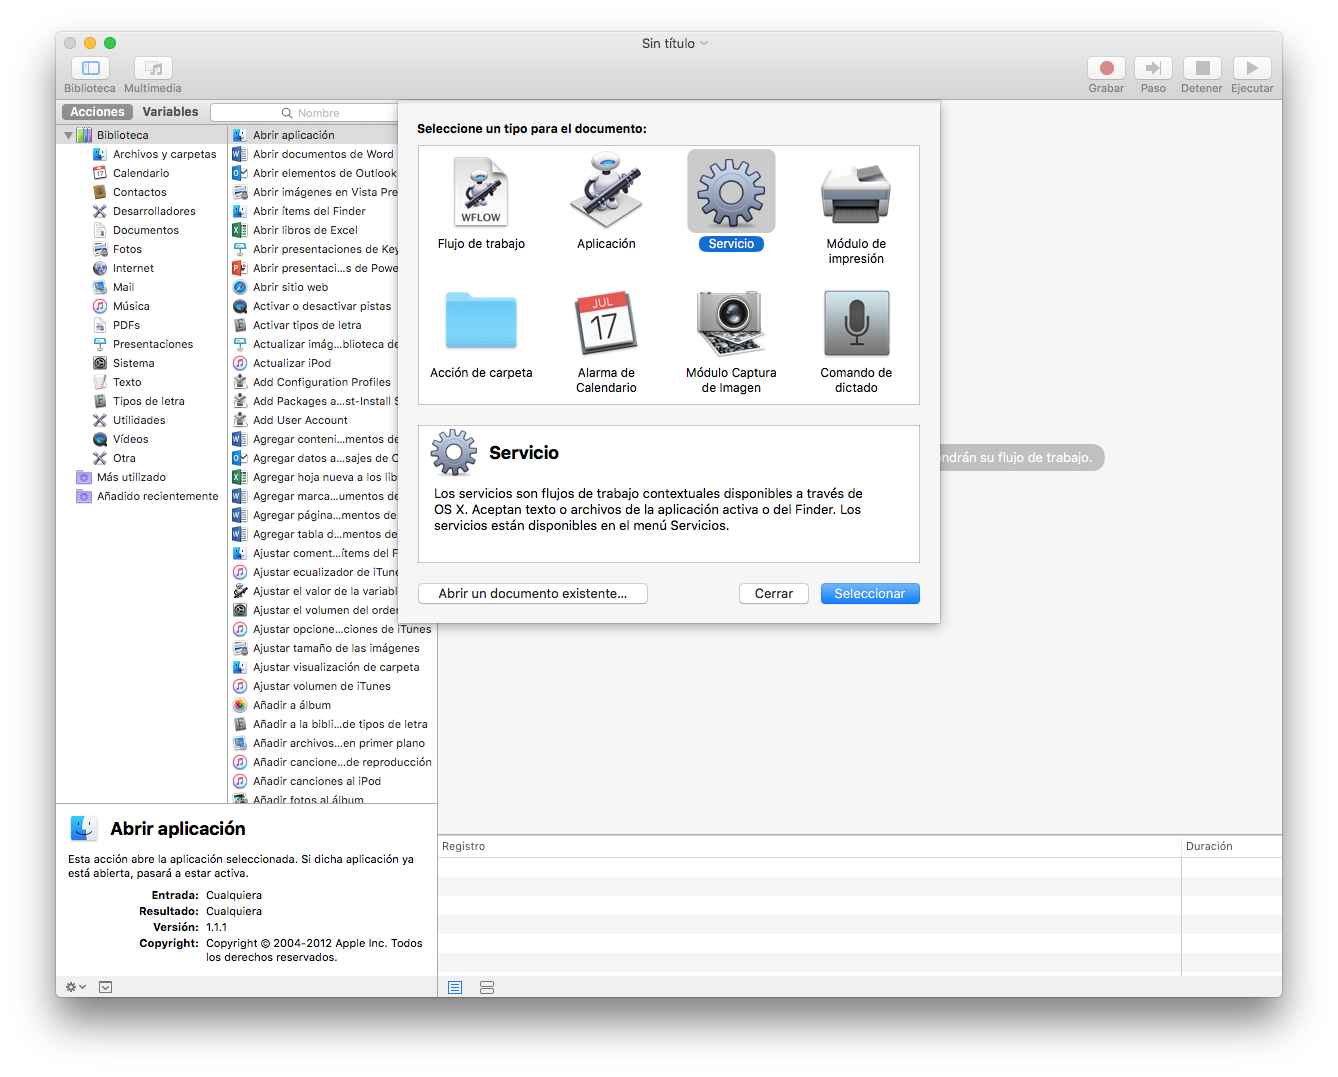 Sin título
Biblioteca
Multimedia
Grabar
Paso
Detener
Ejecutar
Acciones
Variables
Nombre
Biblioteca
Archivos y carpetas
Calendario
Contactos
Desarrolladores
Documentos
Fotos
Internet
Mail
Música
PDFs
Presentaciones
Sistema
Texto
Tipos de letra
Utilidades
Vídeos
Otra
Más utilizado
Añadido recientemente
Abrir aplicación
Abrir documentos de Word
Abrir elementos de Outlook
Abrir imágenes en Vista Pre
Abrir ítems del Finder
Abrir libros de Excel
Abrir presentaciones de Key
Abrir presentaci...s de Powe
Abrir sitio web
Activar o desactivar pistas
Activar tipos de letra
Actualizar imág...blioteca de
Actualizar iPod
Add Configuration Profiles
Add Packages a...st-Install S
Add User Account
Agregar conteni...mentos de
Agregar datos a...sajes de O
Agregar hoja nueva a los lib
Agregar marca...umentos de
Agregar página...mentos de
Agregar tabla d...mentos de
Ajustar coment...ítems del F
Ajustar ecualizador de iTune
Ajustar el valor de la variabl
Ajustar el volumen del orden
Ajustar opcione...ciones de iTunes
Ajustar tamaño de las imágenes
Ajustar visualización de carpeta
Ajustar volumen de iTunes
Añadir a álbum
Añadir a la bibli...de tipos de letra
Añadir archivos...en primer plano
Añadir cancione...de reproducción
Añadir canciones al iPod
Añadir fotos al álbum
Seleccione un tipo para el documento:
WFLOW
Flujo de trabajo
Aplicación
Servicio
Módulo de
impresión
Acción de carpeta
JUL
17
Alarma de
Calendario
Módulo Captura
de Imagen
Comando de
dictado
Servicio
Los servicios son flujos de trabajo contextuales disponibles a través de
OS X. Aceptan texto o archivos de la aplicación activa o del Finder. Los
servicios están disponibles en el menú Servicios.
Abrir un documento existente...
Cerrar
Seleccionar
ondrán su flujo de trabajo.
Abrir aplicación
Esta acción abre la aplicación seleccionada. Si dicha aplicación ya
está abierta, pasará a estar activa.
Entrada: Cualquiera
Resultado: Cualquiera
Versión: 1.1.1
Copyright: Copyright © 2004-2012 Apple Inc. Todos
los derechos reservados.
Registro
Duración